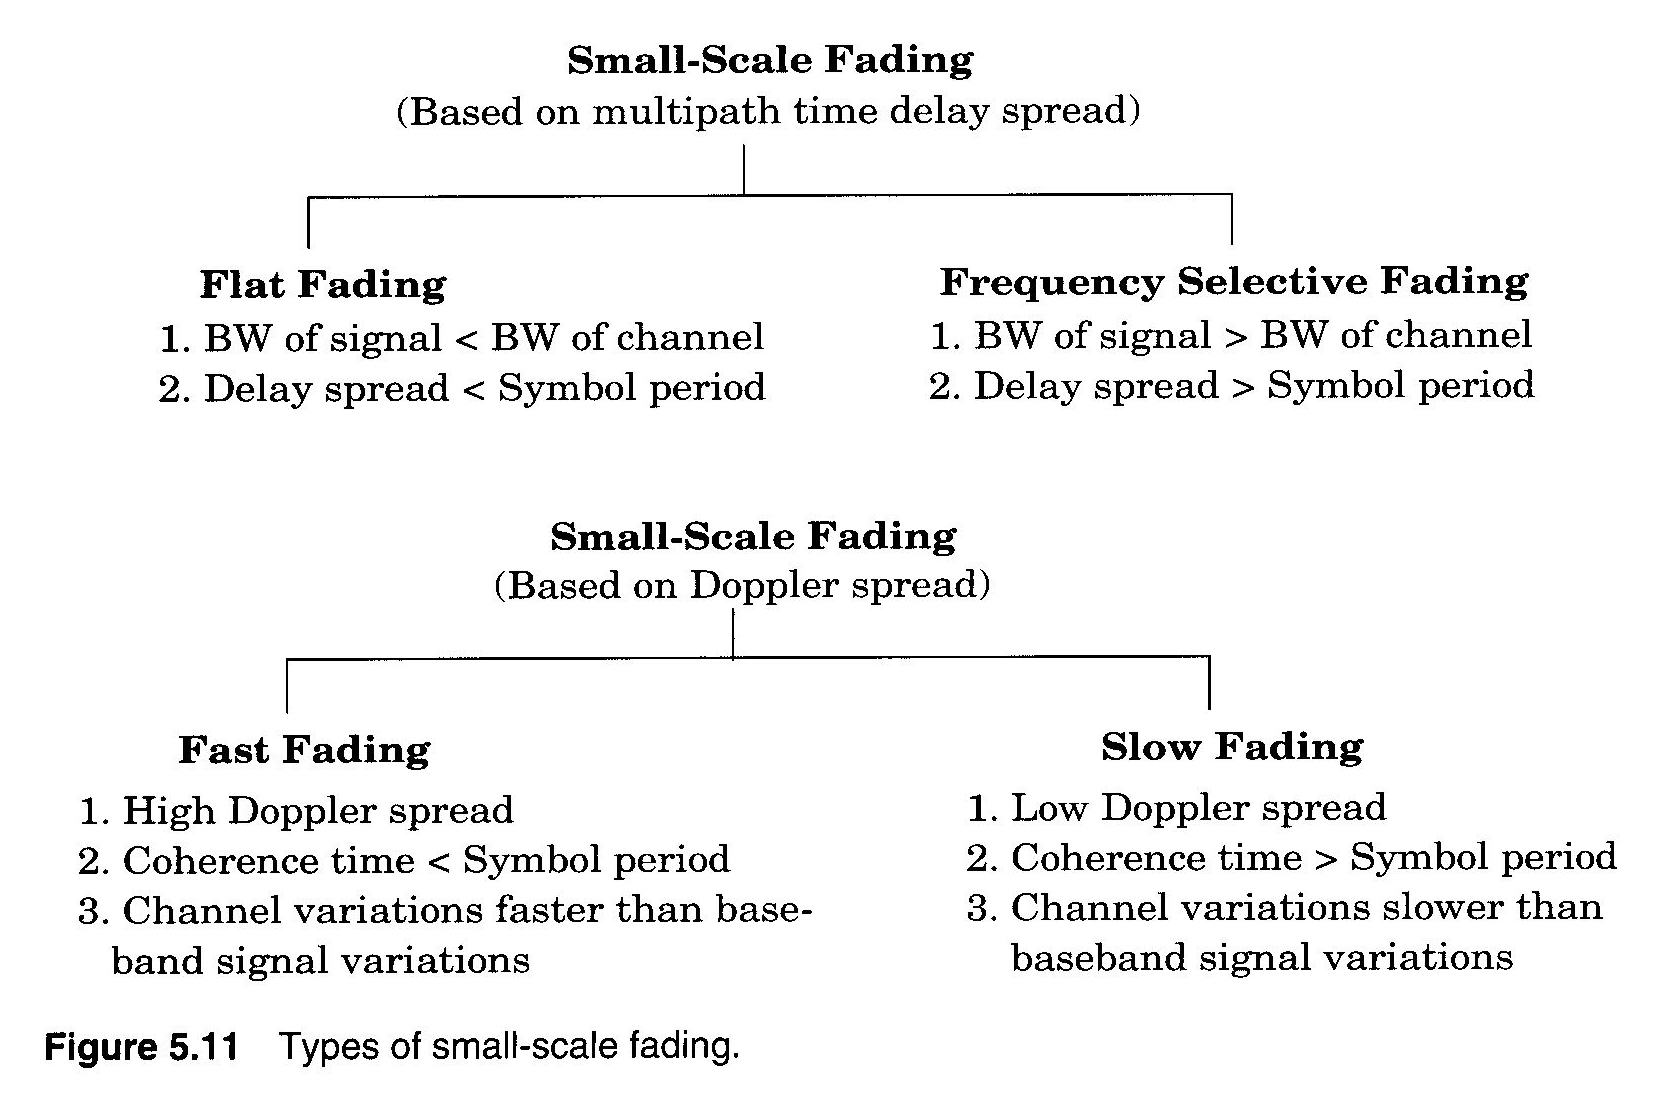 Small-Scale Fading
(Based on multipath time delay spread)
Flat Fading
1. BW of signal < BW of channel
2. Delay spread < Symbol period
Frequency Selective Fading
1. BW of signal > BW of channel
2. Delay spread > Symbol period
Small-Scale Fading
(Based on Doppler spread)
Fast Fading
1. High Doppler spread
2. Coherence time < Symbol period
3. Channel variations faster than base-
band signal variations
Slow Fading
1. Low Doppler spread
2. Coherence time > Symbol period
3. Channel variations slower than
baseband signal variations
Figure 5.11 Types of small-scale fading.